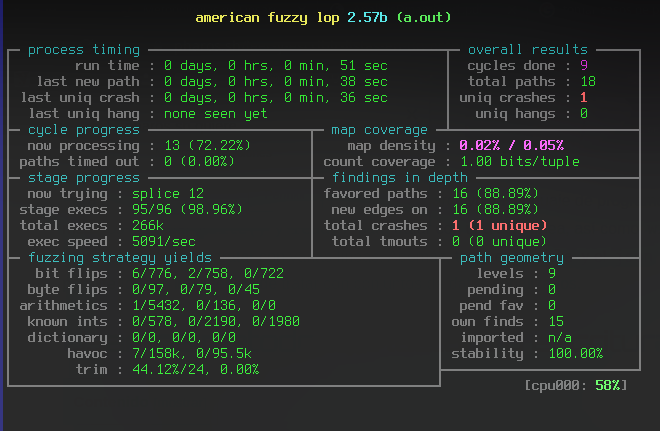 american fuzzy lop 2.57b (a.out)
process timing overall results
run time : 0 days, 0 hrs, 0 min, 51 sec cycles done : 9
last new path : 0 days, 0 hrs, 0 min, 38 sec total paths : 18
last uniq crash : 0 days, 0 hrs, 0 min, 36 sec uniq crashes : 1
last uniq hang : none seen yet uniq hangs : 0
cycle progress map coverage
now processing : 13 (72.22%) map density : 0.02% / 0.05%
paths timed out : 0 (0.00%) count coverage : 1.00 bits/tuple
stage progress findings in depth
now trying : splice 12 favored paths : 16 (88.89%)
stage execs : 95/96 (98.96%) new edges on : 16 (88.89%)
total execs : 266k total crashes : 1 (1 unique)
exec speed : 5091/sec total tmouts : 0 (0 unique)
fuzzing strategy yields path geometry
bit flips : 6/776, 2/758, 0/722 levels : 9
byte flips : 0/97, 0/79, 0/45 pending : 0
arithmetics : 1/5432, 0/136, 0/0 pend fav : 0
known ints : 0/578, 0/2190, 0/1980 own finds : 15
dictionary : 0/0, 0/0, 0/0 imported : n/a
havoc : 7/158k, 0/95.5k stability : 100.00%
trim : 44.12%/24, 0.00%
[cpu000: 58%]